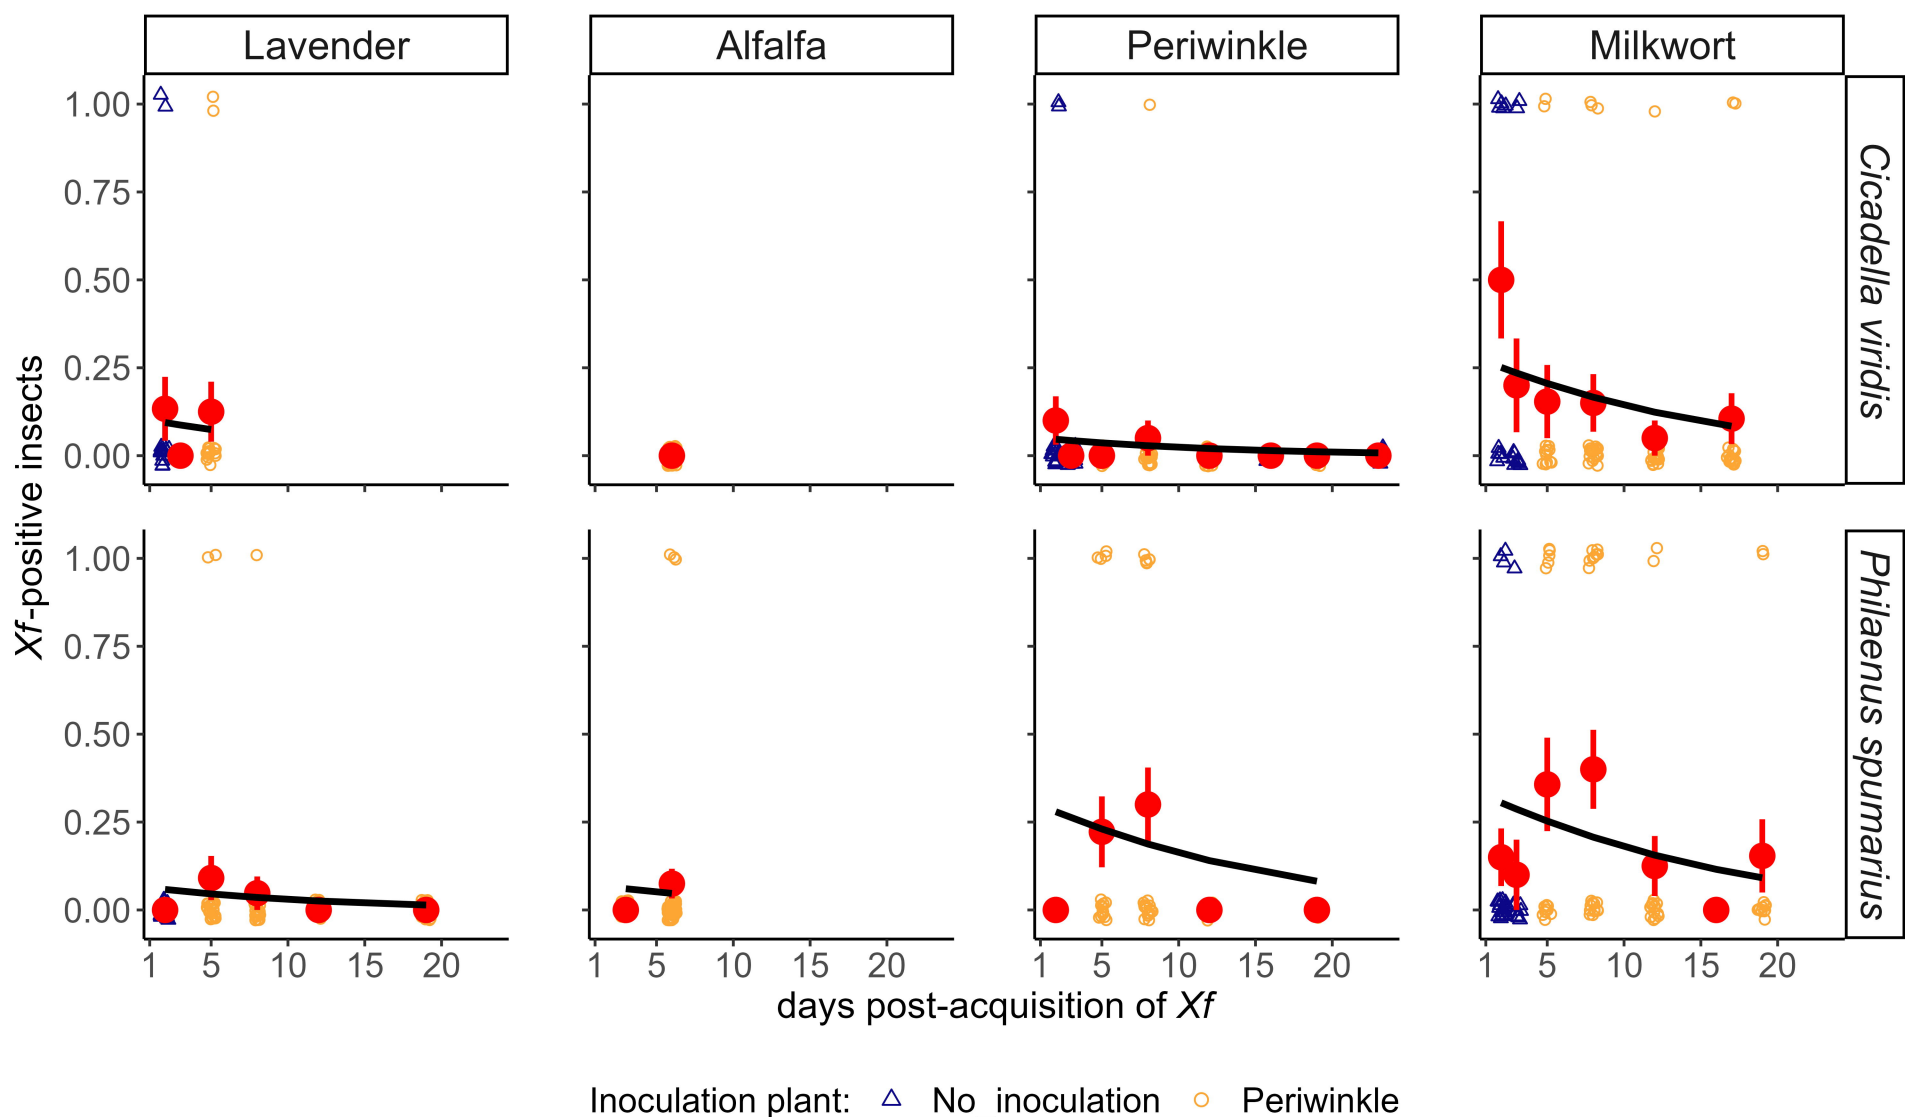 Lavender Alfalfa Periwinkle Milkwort
1.00
0.75
0.50
0.25
0.00
Cicadella viridis
Xf-positive insects
1.00
0.75
0.50
0.25
0.00
Philaenus spumarius
1 5 10 15 20 1 5 10 15 20 1 5 10 15 20 1 5 10 15 20
days post-acquisition of Xf
Inoculation plant: No inoculation Periwinkle